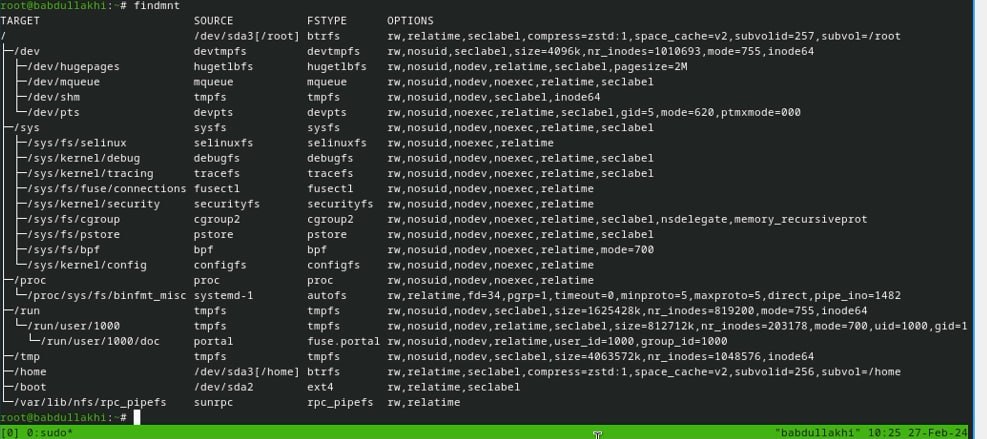 root@babdullakhi:~# findmnt
TARGET SOURCE FSTYPE OPTIONS
/ /dev/sda3[/root] btrfs rw,relatime,seclabel,compress=zstd:1,space_cache=v2,subvolid=257,subvol=/root
├─/dev devtmpfs devtmpfs rw,nosuid,seclabel,size=4096k,nr_inodes=1010693,mode=755,inode64
│ ├─/dev/hugepages hugetlbfs hugetlbfs rw,nosuid,nodev,relatime,seclabel,pagesize=2M
│ ├─/dev/mqueue mqueue mqueue rw,nosuid,nodev,noexec,relatime,seclabel
│ ├─/dev/shm tmpfs tmpfs rw,nosuid,nodev,seclabel,inode64
│ └─/dev/pts devpts devpts rw,nosuid,noexec,relatime,seclabel,gid=5,mode=620,ptmxmode=000
├─/sys sysfs sysfs rw,nosuid,nodev,noexec,relatime,seclabel
│ ├─/sys/fs/selinux selinuxfs selinuxfs rw,nosuid,noexec,relatime
│ ├─/sys/kernel/debug debugfs debugfs rw,nosuid,nodev,noexec,relatime,seclabel
│ ├─/sys/kernel/tracing tracefs tracefs rw,nosuid,nodev,noexec,relatime,seclabel
│ ├─/sys/fs/fuse/connections fusectl fusectl rw,nosuid,nodev,noexec,relatime
│ ├─/sys/kernel/security securityfs securityfs rw,nosuid,nodev,noexec,relatime
│ ├─/sys/fs/cgroup cgroup2 cgroup2 rw,nosuid,nodev,noexec,relatime,seclabel,nsdelegate,memory_recursiveprot
│ ├─/sys/fs/pstore pstore pstore rw,nosuid,nodev,noexec,relatime,seclabel
│ ├─/sys/fs/bpf bpf bpf rw,nosuid,nodev,noexec,relatime,mode=700
│ └─/sys/kernel/config configfs configfs rw,nosuid,nodev,noexec,relatime
├─/proc proc proc rw,nosuid,nodev,noexec,relatime
│ └─/proc/sys/fs/binfmt_misc systemd-1 autofs rw,relatime,fd=34,pgrp=1,timeout=0,minproto=5,maxproto=5,direct,pipe_ino=1482
├─/run tmpfs tmpfs rw,nosuid,nodev,seclabel,size=1625428k,nr_inodes=819200,mode=755,inode64
│ └─/run/user/1000 tmpfs tmpfs rw,nosuid,nodev,relatime,seclabel,size=812712k,nr_inodes=203178,mode=700,uid=1000,gid=1
│ └─/run/user/1000/doc portal fuse.portal rw,nosuid,nodev,relatime,user_id=1000,group_id=1000
├─/tmp tmpfs tmpfs rw,nosuid,nodev,seclabel,size=4063572k,nr_inodes=1048576,inode64
├─/home /dev/sda3[/home] btrfs rw,relatime,seclabel,compress=zstd:1,space_cache=v2,subvolid=256,subvol=/home
├─/boot /dev/sda2 ext4 rw,relatime,seclabel
└─/var/lib/nfs/rpc_pipefs sunrpc rpc_pipefs rw,relatime
root@babdullakhi:~#
[0] 0:sudo* "babdullakhi" 10:25 27-Feb-24